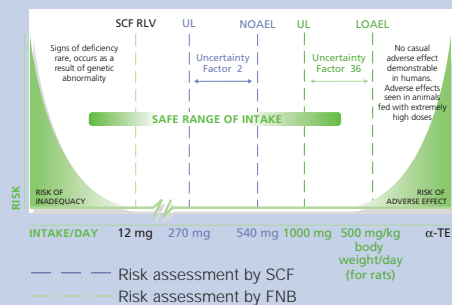 SCF RLV
UL
NOAEL
UL
LOAEL
Signs of deficiency
rare, occurs as a
result of genetic
abnormality
Uncertainty
Factor 2
Uncertainty
Factor 36
No casual
adverse effect
demonstrable
in humans.
Adverse effects
seen in animals
fed with extremely
high doses
SAFE RANGE OF INTAKE
RISK
RISK OF
INADEQUACY
RISK OF
ADVERSE EFFECT
INTAKE/DAY
12 mg
270 mg
540 mg
1000 mg
500 mg/kg
body
weight/day
(for rats)
α-TE
Risk assessment by SCF
Risk assessment by FNB